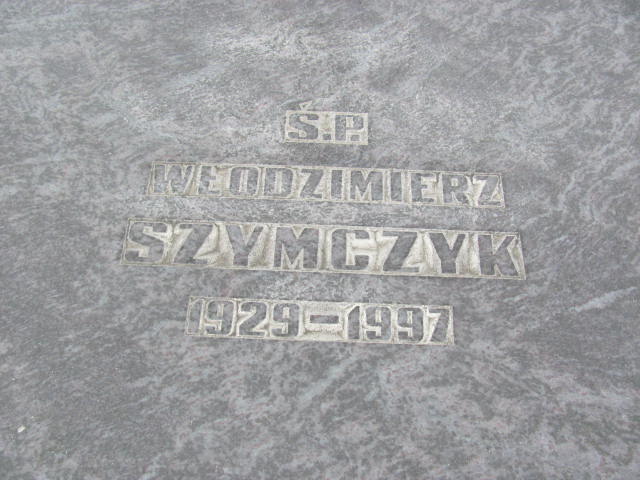 Ś.P.
WŁODZIMIERZ
SZYMCZYK
1929-1997